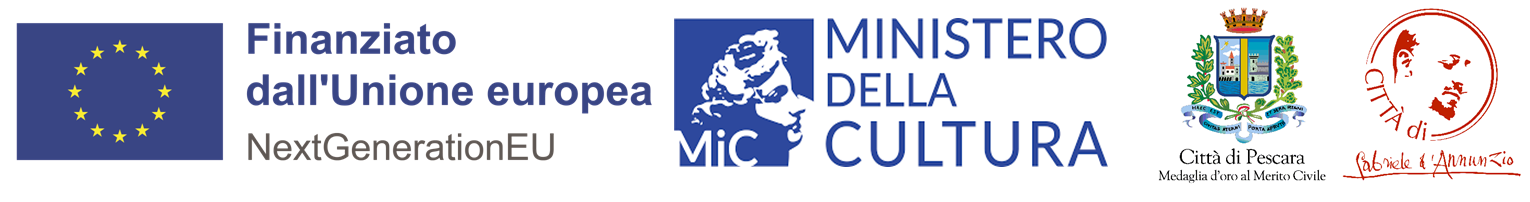 Finanziato
dall'Unione europea
NextGenerationEU
MiC
MINISTERO
DELLA
CULTURA
Città di Pescara
Medaglia d'oro al Merito Civile
CITTÀ di
Gabriele d'Annunzio